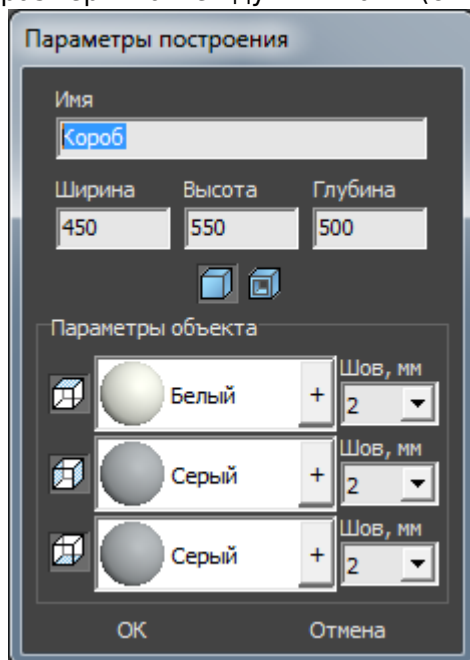 Параметры построения
Имя
Короб
Ширина Высота Глубина
450 550 500
Параметры объекта
Шов, мм
Белый + 2
Шов, мм
Серый + 2
Шов, мм
Серый + 2
ОК Отмена